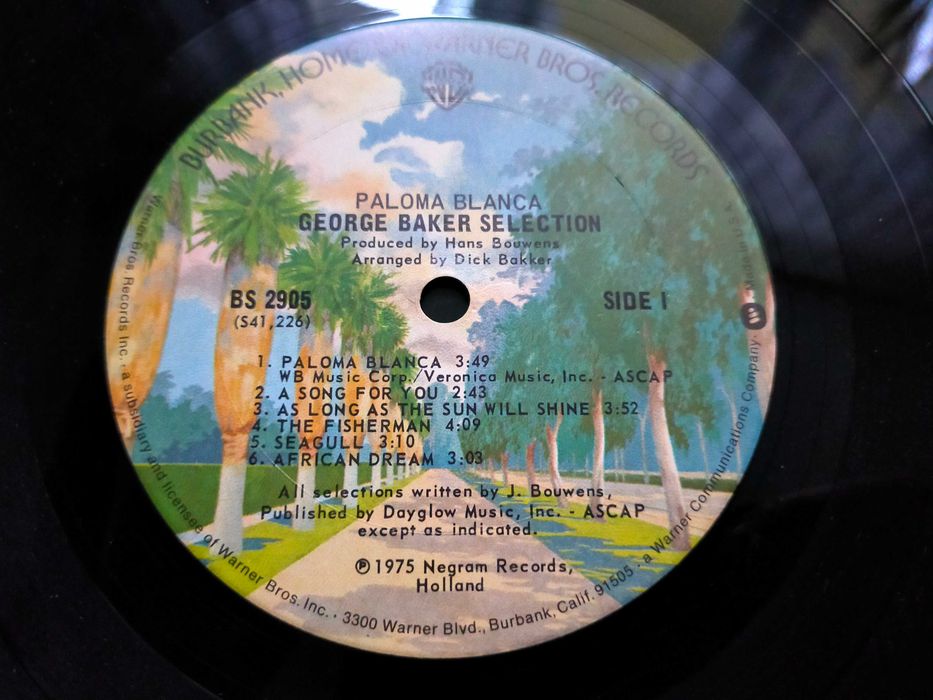 BURBANK, HOME OF WARNER BROS. RECORDS
WB
PALOMA BLANCA
GEORGE BAKER SELECTION
Produced by Hans Bouwens
Arranged by Dick Bakker
BS 2905
(S41,226)
SIDE 1
1. PALOMA BLANCA 3:49
WB Music Corp./Veronica Music, Inc. - ASCAP
2. A SONG FOR YOU 2:43
3. AS LONG AS THE SUN WILL SHINE 3:52
4. THE FISHERMAN 4:09
5. SEAGULL 3:10
6. AFRICAN DREAM 3:03
All selections written by J. Bouwens,
Published by Dayglow Music, Inc. - ASCAP
except as indicated.
℗1975 Negram Records,
Holland
Warner Bros. Records Inc. · a subsidiary and licensee of Warner Bros. Inc. · 3300 Warner Blvd., Burbank, Calif. 91505 · a Warner Communications Company · Made in U.S.A.